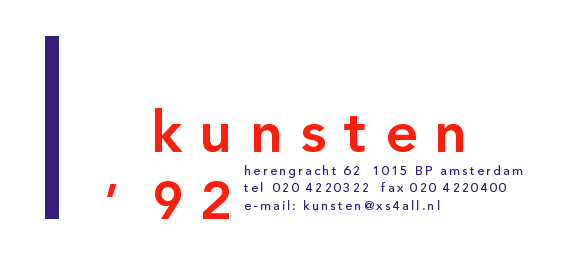 kunsten
'92
herengracht 62 1015 BP amsterdam
tel 020 4220322 fax 020 4220400
e-mail: kunsten@xs4all.nl